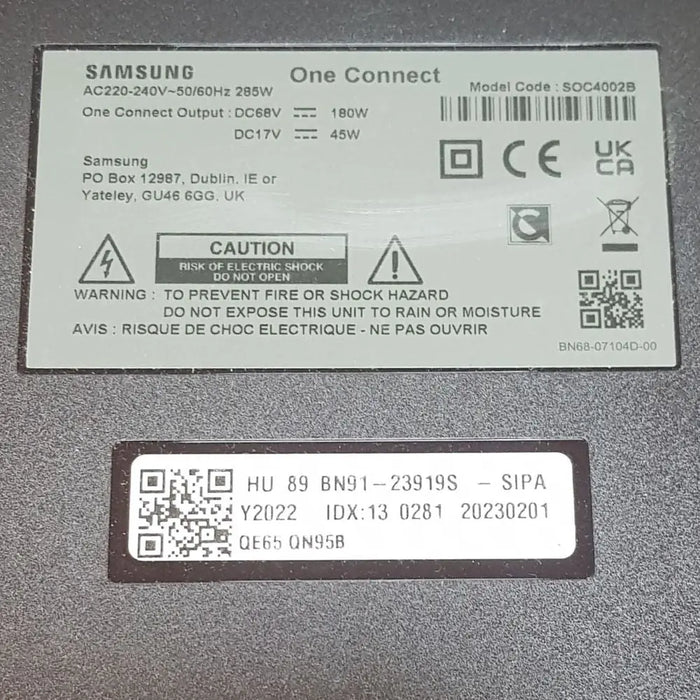 SAMSUNG
One Connect
AC220-240V~50/60Hz 285W
Model Code : SOC4002B
One Connect Output : DC68V ⎓ 180W
DC17V ⎓ 45W
Samsung
PO Box 12987, Dublin. IE or
Yateley, GU46 6GG. UK
CE
UK
CA
CAUTION
RISK OF ELECTRIC SHOCK
DO NOT OPEN
WARNING : TO PREVENT FIRE OR SHOCK HAZARD
DO NOT EXPOSE THIS UNIT TO RAIN OR MOISTURE
AVIS : RISQUE DE CHOC ELECTRIQUE - NE PAS OUVRIR
BN68-07104D-00
HU 89 BN91-23919S - SIPA
Y2022 IDX:13 0281 20230201
QE65 QN95B